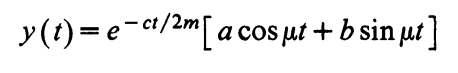 y(t) = e^{-ct/2m}[a cos μt + b sin μt]